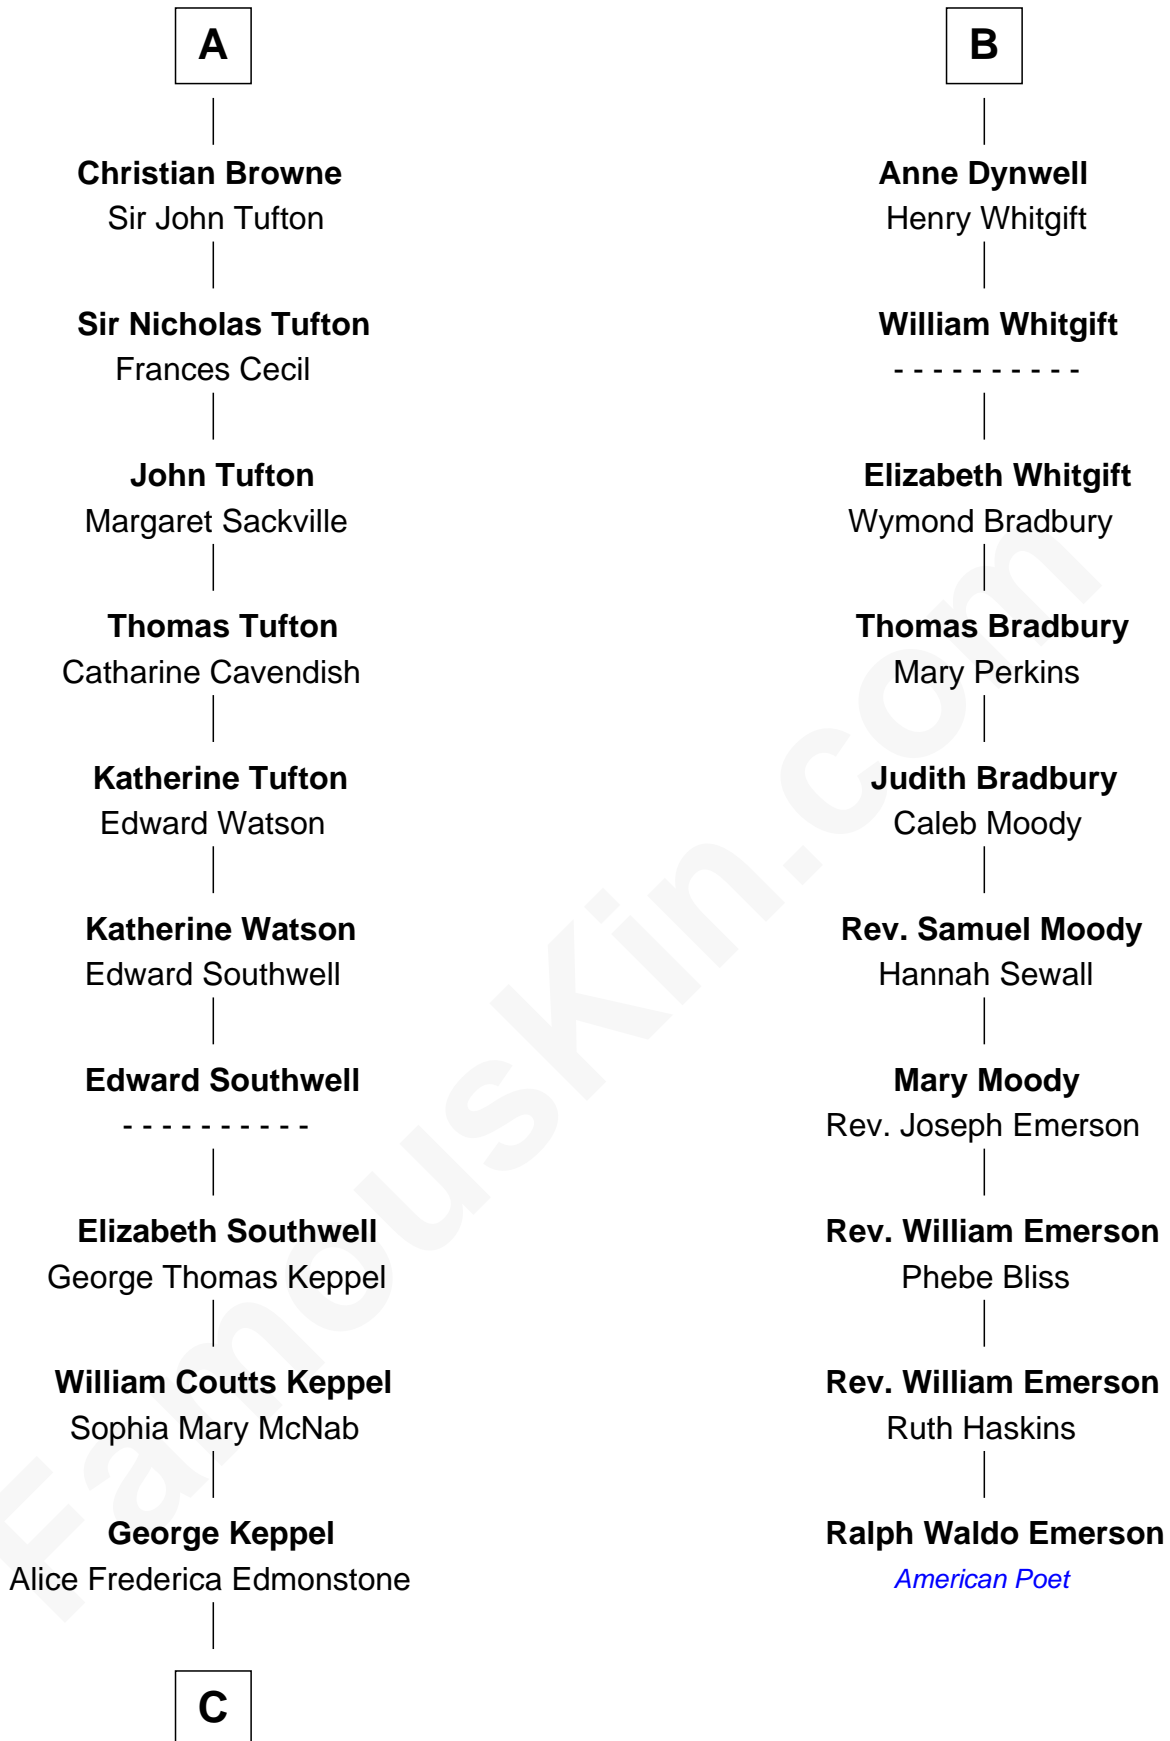 A
Christian Browne
Sir John Tufton
Sir Nicholas Tufton
Frances Cecil
John Tufton
Margaret Sackville
Thomas Tufton
Catharine Cavendish
Katherine Tufton
Edward Watson
Katherine Watson
Edward Southwell
Edward Southwell
- - - - - - - - - -
Elizabeth Southwell
George Thomas Keppel
William Coutts Keppel
Sophia Mary McNab
George Keppel
Alice Frederica Edmonstone
C
B
Anne Dynwell
Henry Whitgift
William Whitgift
- - - - - - - - - -
Elizabeth Whitgift
Wymond Bradbury
Thomas Bradbury
Mary Perkins
Judith Bradbury
Caleb Moody
Rev. Samuel Moody
Hannah Sewall
Mary Moody
Rev. Joseph Emerson
Rev. William Emerson
Phebe Bliss
Rev. William Emerson
Ruth Haskins
Ralph Waldo Emerson
American Poet
FamousKin.com